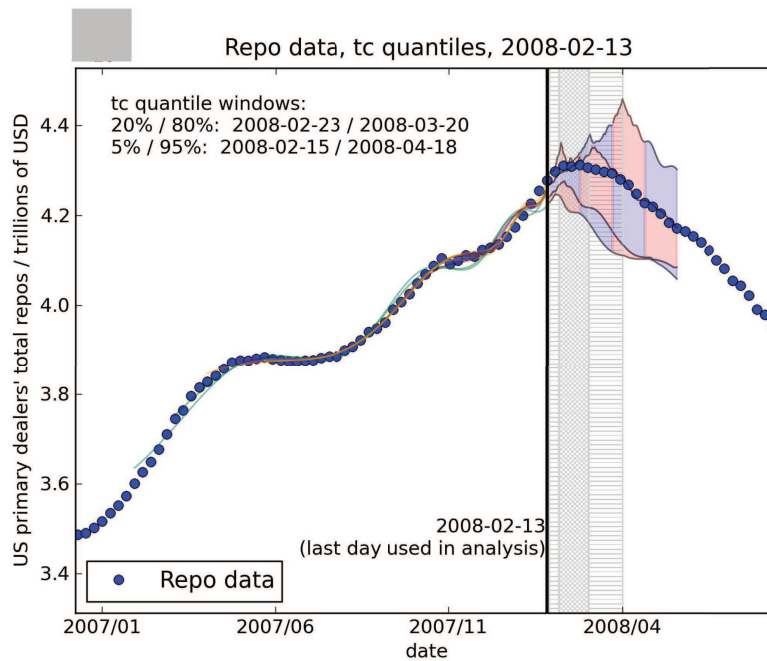 Repo data, tc quantiles, 2008-02-13
tc quantile windows:
20% / 80%: 2008-02-23 / 2008-03-20
5% / 95%: 2008-02-15 / 2008-04-18
US primary dealers' total repos / trillions of USD
4.4
4.2
4.0
3.8
3.6
3.4
2008-02-13
(last day used in analysis)
Repo data
2007/01
2007/06
2007/11
2008/04
date